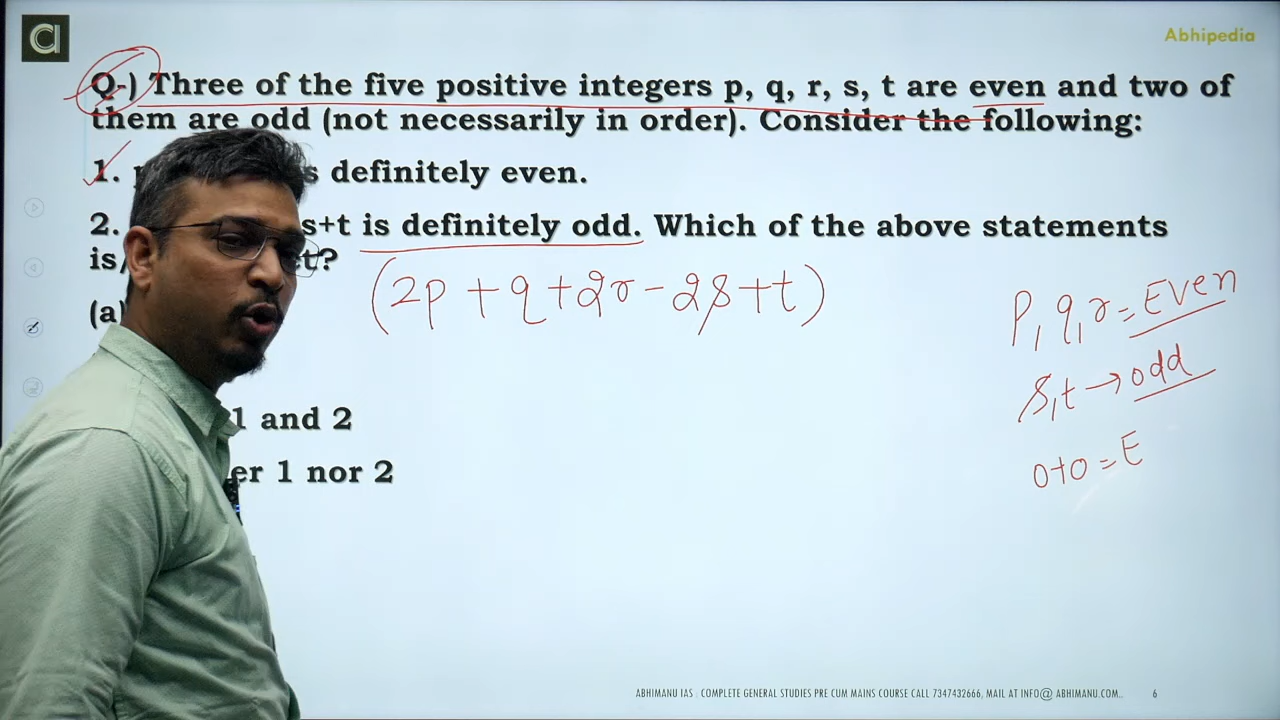 Abhipedia
Q-) Three of the five positive integers p, q, r, s, t are even and two of
them are odd (not necessarily in order). Consider the following:
1. definitely even.
2. s+t is definitely odd. Which of the above statements
(2p + q + 2r - 2s + t)
(a)
p, q, r = Even
s, t → odd
1 and 2
0+0 = E
nor 2
ABHIMANU IAS : COMPLETE GENERAL STUDIES PRE CUM MAINS COURSE CALL 7347432666, MAIL AT INFO@ ABHIMANU.COM.. 6